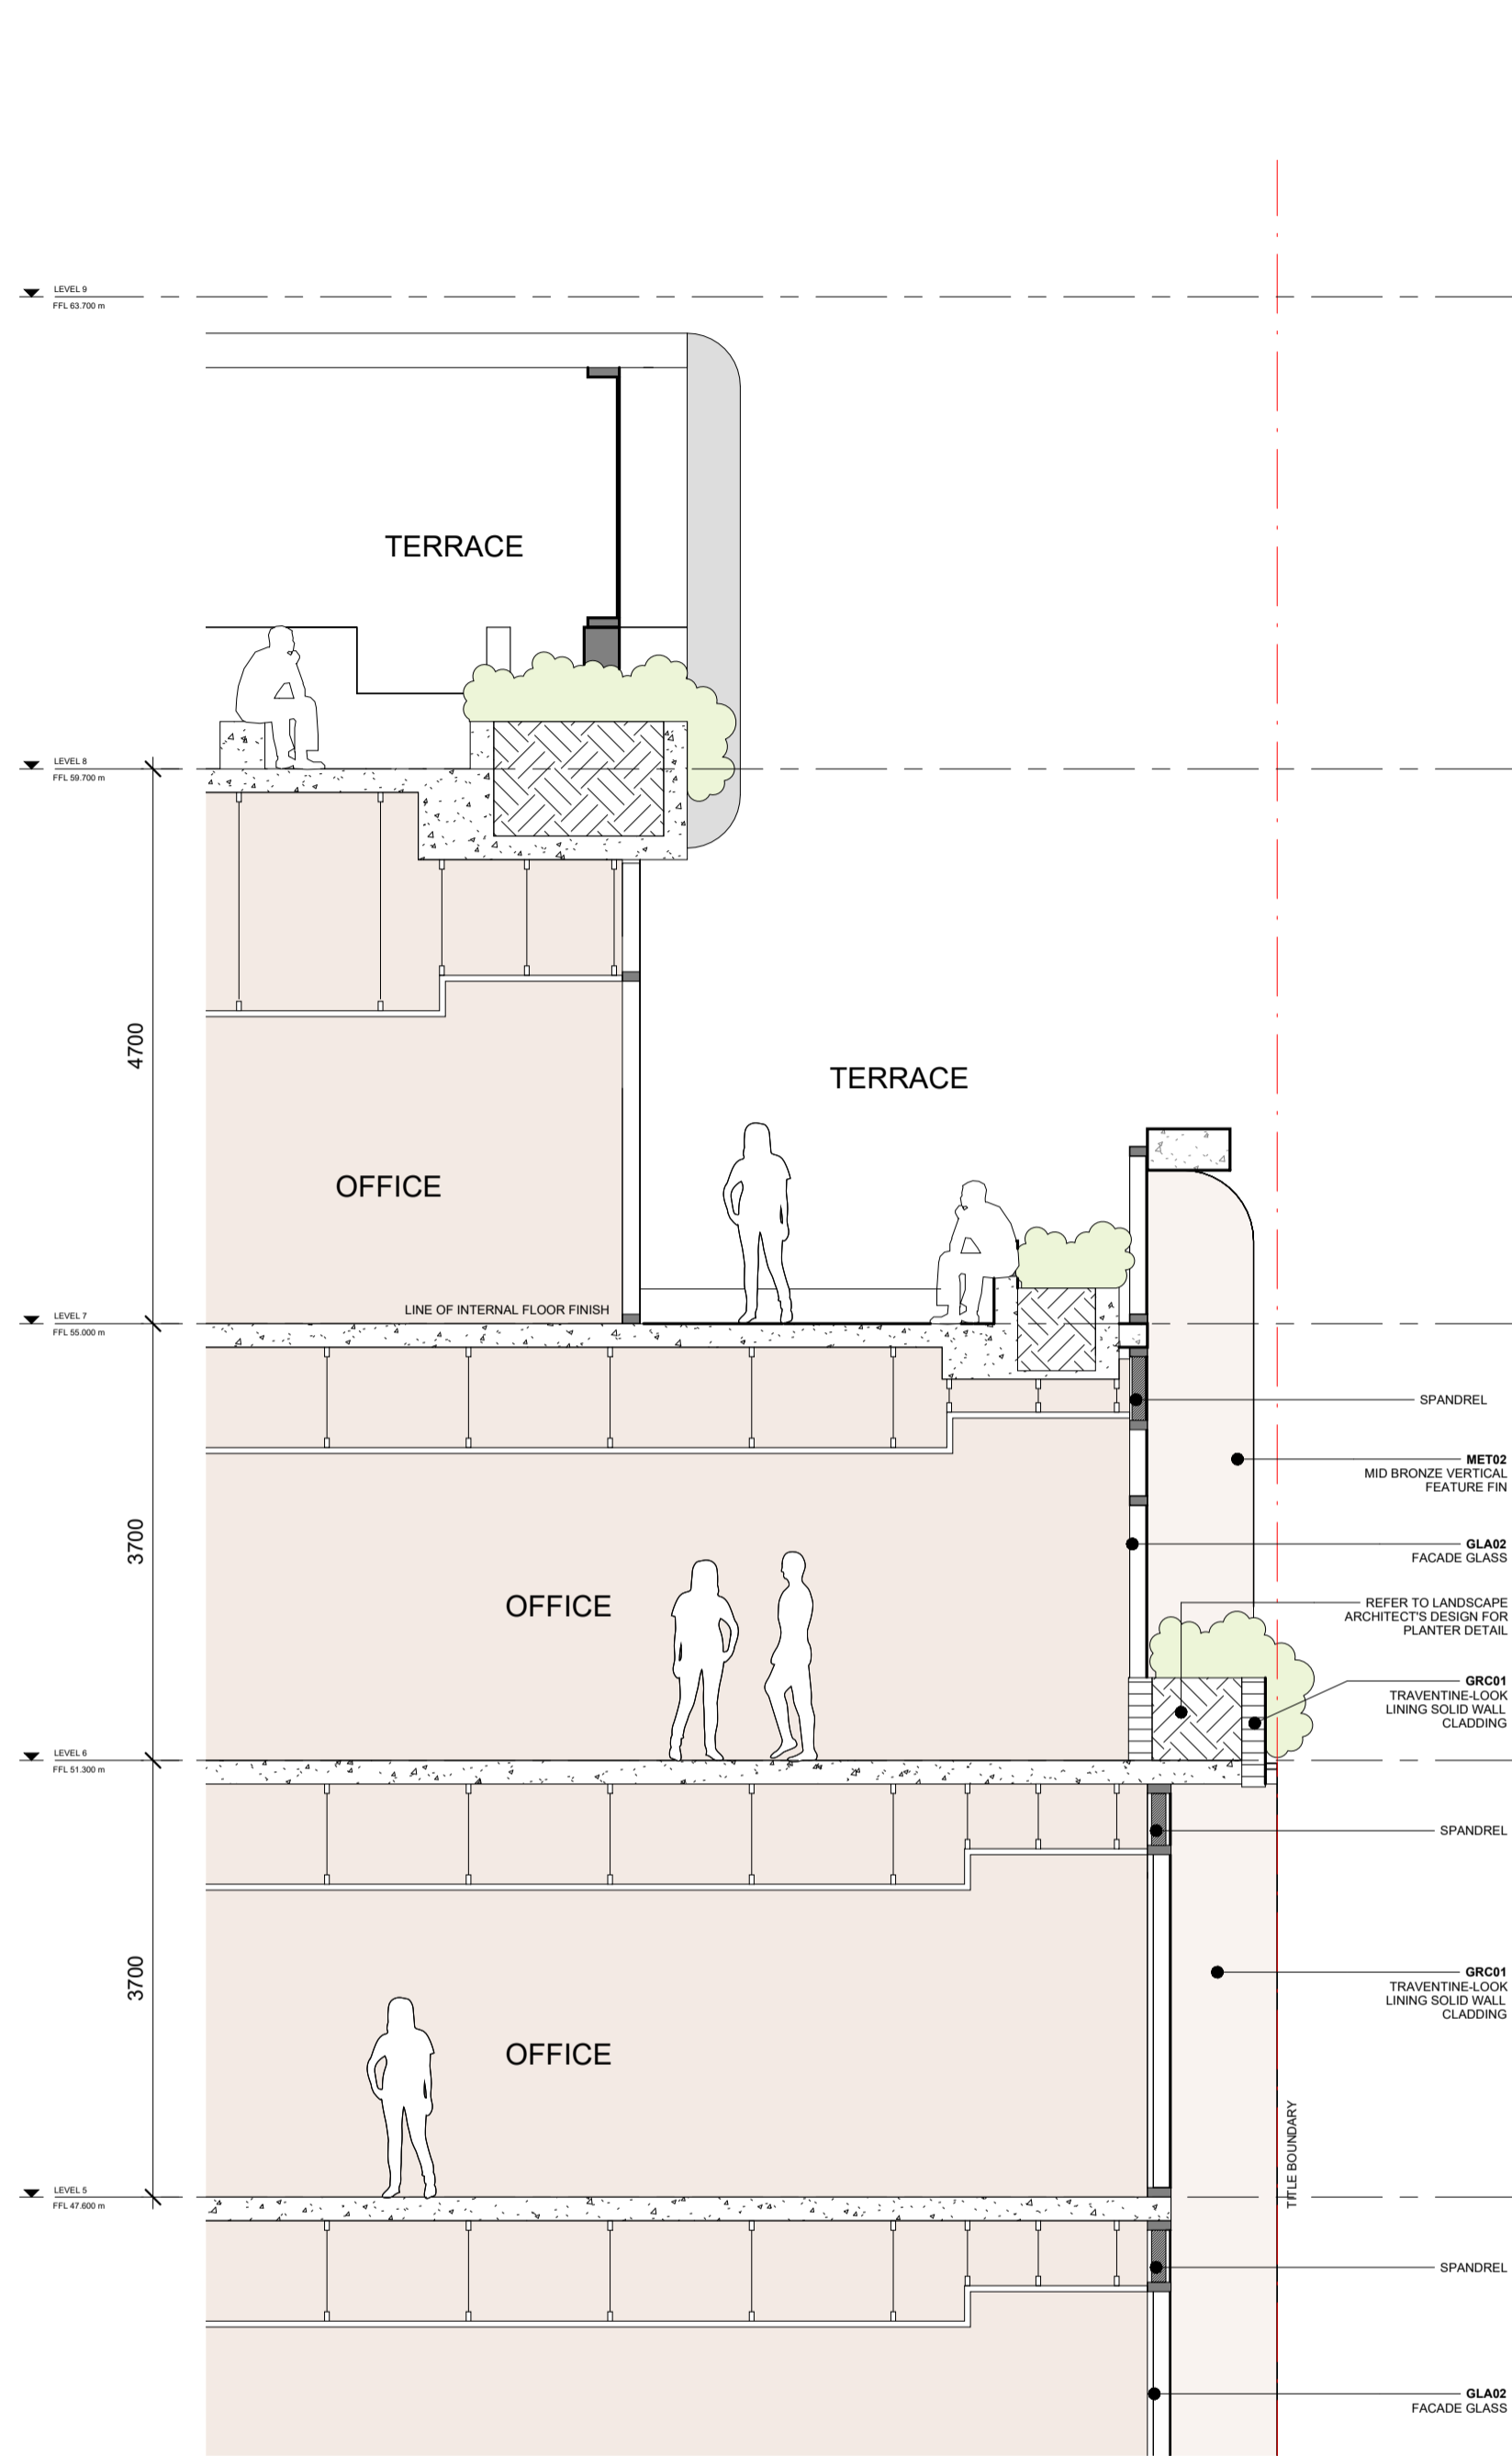 LEVEL 9
FFL 63.700 m
TERRACE
LEVEL 8
FFL 59.700 m
4700
TERRACE
OFFICE
LINE OF INTERNAL FLOOR FINISH
LEVEL 7
FFL 55.000 m
SPANDREL
MET02
MID BRONZE VERTICAL
FEATURE FIN
3700
GLA02
FACADE GLASS
OFFICE
REFER TO LANDSCAPE
ARCHITECT'S DESIGN FOR
PLANTER DETAIL
GRC01
TRAVENTINE-LOOK
LINING SOLID WALL
CLADDING
LEVEL 6
FFL 51.300 m
SPANDREL
3700
GRC01
TRAVENTINE-LOOK
LINING SOLID WALL
CLADDING
OFFICE
TITLE BOUNDARY
LEVEL 5
FFL 47.600 m
SPANDREL
GLA02
FACADE GLASS